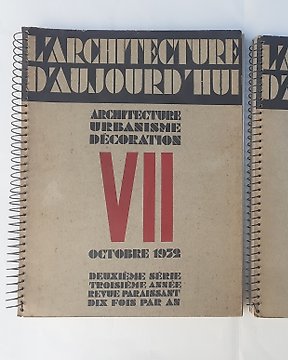 L'ARCHITECTURE
D'AUJOURD'HUI
ARCHITECTURE
URBANISME
DÉCORATION
VII
OCTOBRE 1932
DEUXIÈME SÉRIE
TROISIÈME ANNÉE
REVUE PARAISSANT
DIX FOIS PAR AN